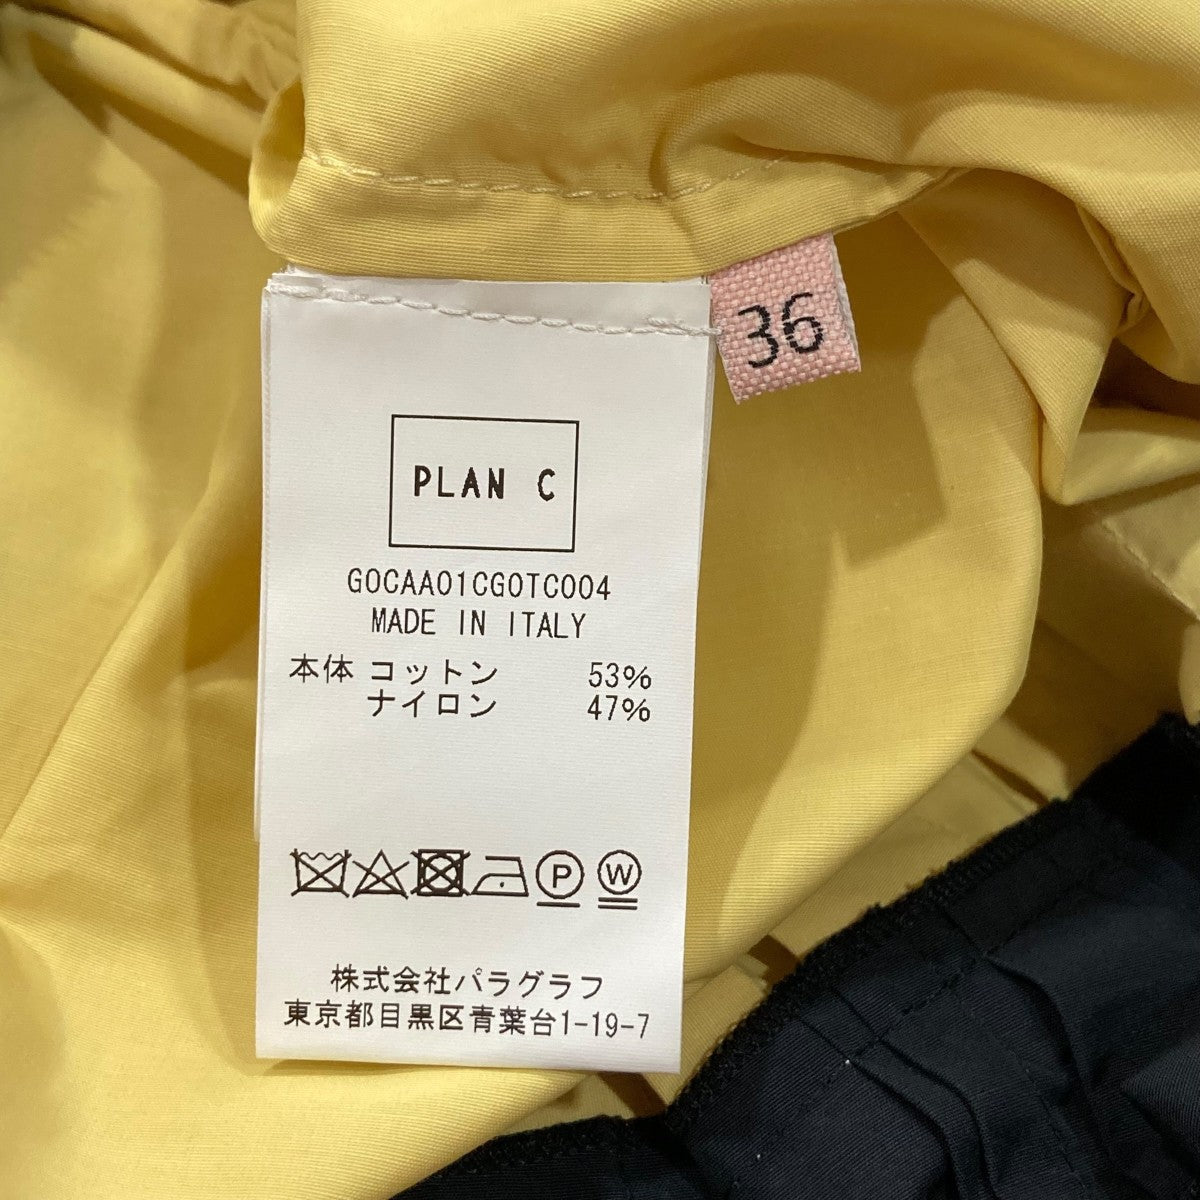 36
PLAN C
GOCAA01CGOTC004
MADE IN ITALY
本体 コットン 53%
ナイロン 47%
P W
株式会社パラグラフ
東京都目黒区青葉台1-19-7